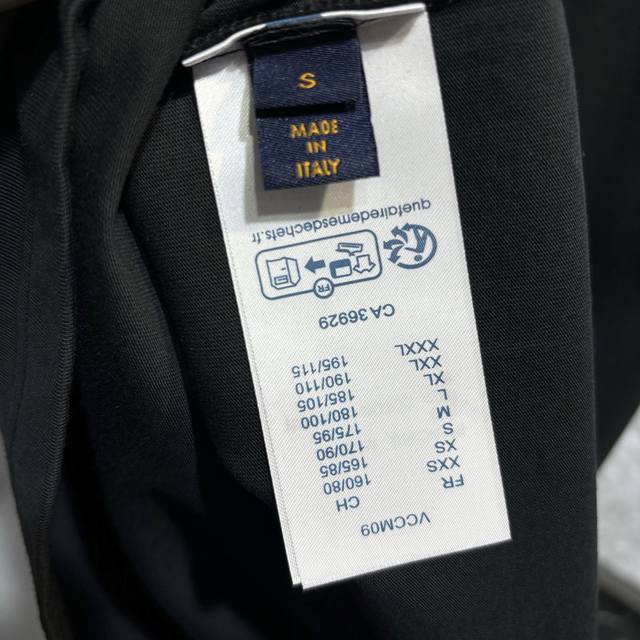 S
MADE
IN
ITALY
VCCM09
FR CH
XXS 160/80
XS 165/85
S 170/90
M 175/95
L 180/100
XL 185/105
XXL 190/110
XXXL 195/115
CA 36929
FR
quefairedemesdechets.fr